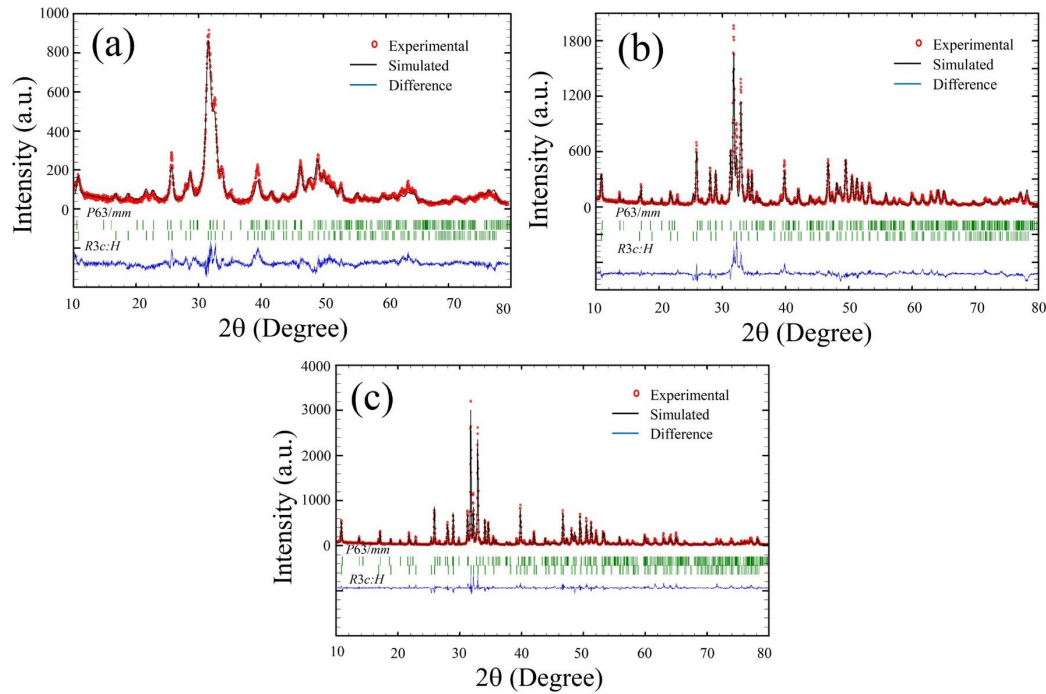 (a)
Experimental
Simulated
Difference
1000
800
600
400
200
0
Intensity (a.u.)
P63/mm
R3c:H
10 20 30 40 50 60 70 80
2θ (Degree)
(b)
Experimental
Simulated
Difference
1800
1400
1200
600
0
Intensity (a.u.)
P63/mm
R3c:H
10 20 30 40 50 60 70 80
2θ (Degree)
(c)
Experimental
Simulated
Difference
4000
3000
2000
1000
0
Intensity (a.u.)
P63/mm
R3c:H
10 20 30 40 50 60 70 80
2θ (Degree)